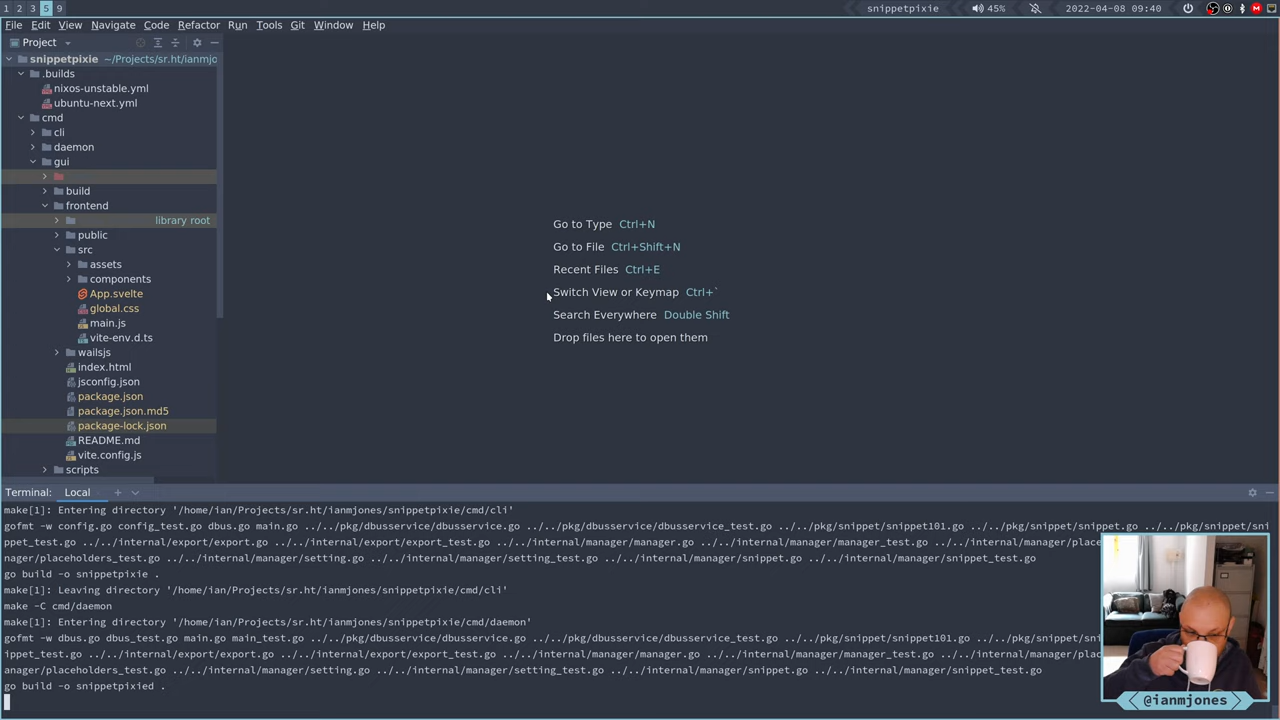 1 2 3 5 9
snippetpixie
45%
2022-04-08 09:40
File Edit View Navigate Code Refactor Run Tools Git Window Help
Project
snippetpixie ~/Projects/sr.ht/ianmjo
.builds
nixos-unstable.yml
ubuntu-next.yml
cmd
cli
daemon
gui
build
frontend
library root
public
src
assets
components
App.svelte
global.css
main.js
vite-env.d.ts
wailsjs
index.html
jsconfig.json
package.json
package.json.md5
package-lock.json
README.md
vite.config.js
scripts
Go to Type Ctrl+N
Go to File Ctrl+Shift+N
Recent Files Ctrl+E
Switch View or Keymap Ctrl+`
Search Everywhere Double Shift
Drop files here to open them
Terminal: Local
make[1]: Entering directory '/home/ian/Projects/sr.ht/ianmjones/snippetpixie/cmd/cli'
gofmt -w config.go config_test.go dbus.go main.go ../../pkg/dbusservice/dbusservice.go ../../pkg/dbusservice/dbusservice_test.go ../../pkg/snippet/snippet101.go ../../pkg/snippet/snippet.go ../../pkg/snippet/sni
ppet_test.go ../../internal/export/export.go ../../internal/export/export_test.go ../../internal/manager/manager.go ../../internal/manager/manager_test.go ../../internal/manager/place
nager/placeholders_test.go ../../internal/manager/setting.go ../../internal/manager/setting_test.go ../../internal/manager/snippet.go ../../internal/manager/snippet_test.go
go build -o snippetpixie .
make[1]: Leaving directory '/home/ian/Projects/sr.ht/ianmjones/snippetpixie/cmd/cli'
make -C cmd/daemon
make[1]: Entering directory '/home/ian/Projects/sr.ht/ianmjones/snippetpixie/cmd/daemon'
gofmt -w dbus.go dbus_test.go main.go main_test.go ../../pkg/dbusservice/dbusservice.go ../../pkg/dbusservice/dbusservice_test.go ../../pkg/snippet/snippet101.go ../../pkg/snip
ppet_test.go ../../internal/export/export.go ../../internal/export/export_test.go ../../internal/manager/manager.go ../../internal/manager/manager_test.go ../../internal/manager/place
anager/placeholders_test.go ../../internal/manager/setting.go ../../internal/manager/setting_test.go ../../internal/manager/snippet.go ../../internal/manager/snippet_test.go
go build -o snippetpixied .
@ianmjones